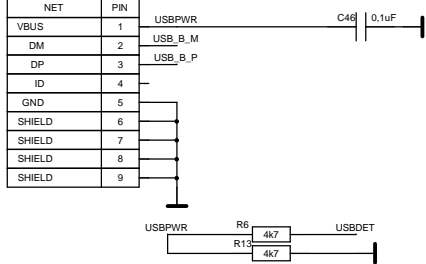 NET PIN
VBUS 1 USBPWR C46 0,1uF
DM 2 USB_B_M
DP 3 USB_B_P
ID 4
GND 5
SHIELD 6
SHIELD 7
SHIELD 8
SHIELD 9
USBPWR R6 4k7 USBDET
R13 4k7